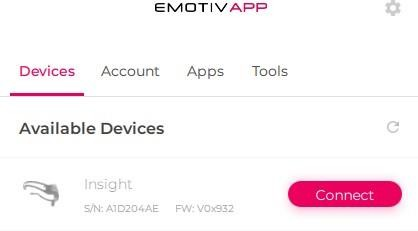 EMOTIVAPP
Devices Account Apps Tools
Available Devices
Insight
S/N: A1D204AE FW: V0x932
Connect